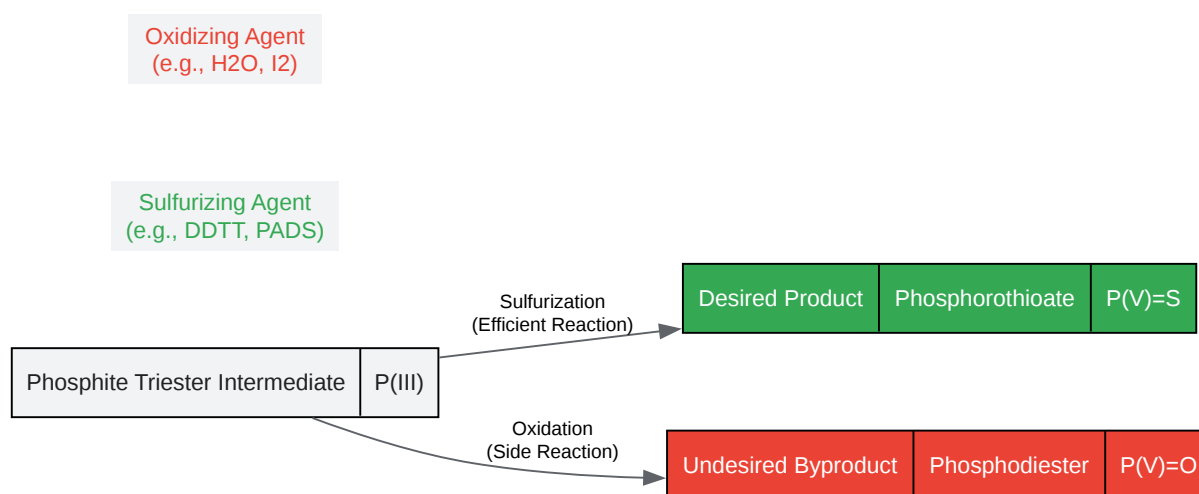 Oxidizing Agent
(e.g., H2O, I2)
Sulfurizing Agent
(e.g., DDTT, PADS)
Sulfurization
(Efficient Reaction)
Desired Product Phosphorothioate P(V)=S
Phosphite Triester Intermediate P(III)
Oxidation
(Side Reaction)
Undesired Byproduct Phosphodiester P(V)=O